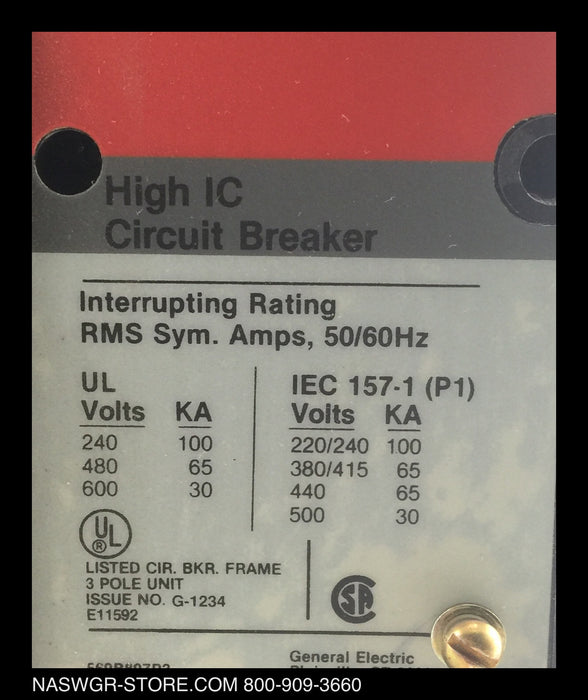 High IC
Circuit Breaker
Interrupting Rating
RMS Sym. Amps, 50/60Hz
UL
Volts KA
240 100
480 65
600 30
IEC 157-1 (P1)
Volts KA
220/240 100
380/415 65
440 65
500 30
UL
®
LISTED CIR. BKR. FRAME
3 POLE UNIT
ISSUE NO. G-1234
E11592
SA
General Electric
NASWGR-STORE.COM 800-909-3660